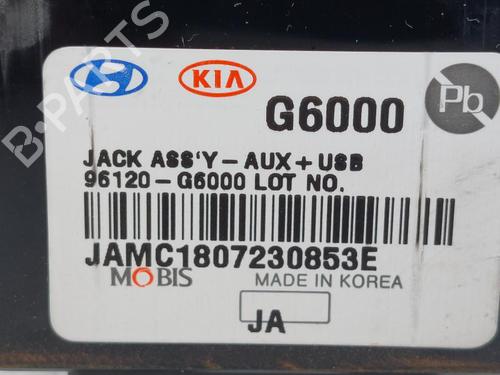 B-PARTS
KIA
G6000
Pb
JACK ASS'Y-AUX+USB
96120-G6000 LOT NO.
JAMC1807230853E
MOBIS MADE IN KOREA
JA